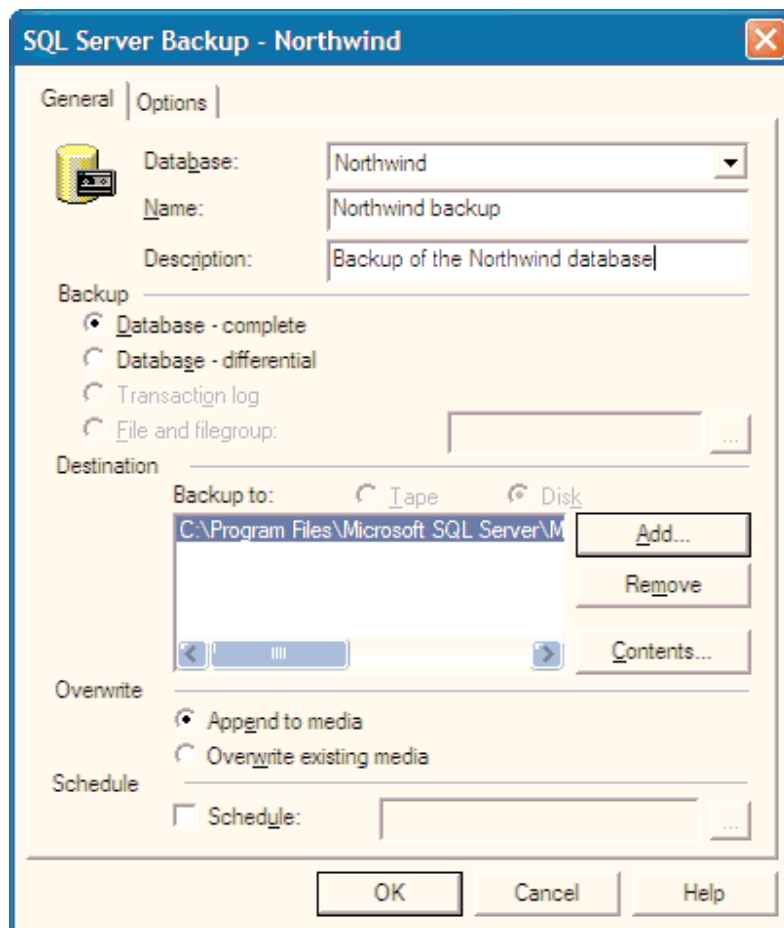 SQL Server Backup - Northwind
General Options
Database: Northwind
Name: Northwind backup
Description: Backup of the Northwind database
Backup
Database - complete
Database - differential
Transaction log
File and filegroup: ...
Destination
Backup to: Tape Disk
C:\Program Files\Microsoft SQL Server\M Add...
Remove
Contents...
Overwrite
Append to media
Overwrite existing media
Schedule
Schedule: ...
OK Cancel Help